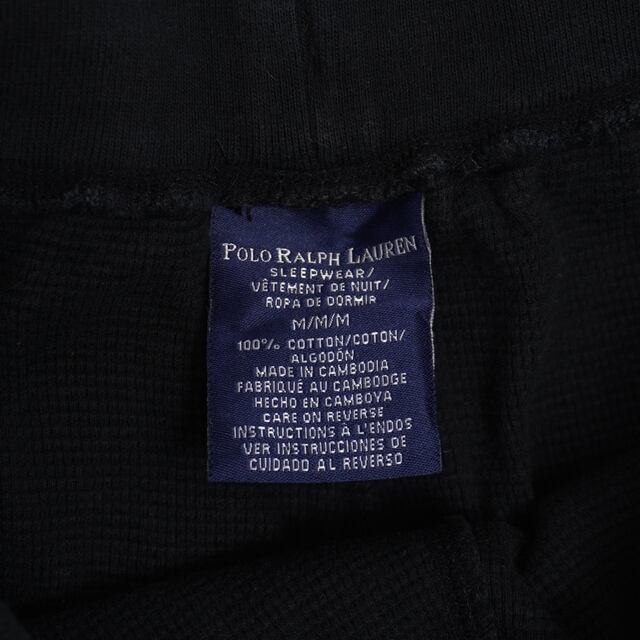 POLO RALPH LAUREN
SLEEPWEAR/
VÊTEMENT DE NUIT/
ROPA DE DORMIR
M/M/M
100% COTTON/COTON/
ALGODÓN
MADE IN CAMBODIA
FABRIQUÉ AU CAMBODGE
HECHO EN CAMBOYA
CARE ON REVERSE
INSTRUCTIONS À L'ENDOS
VER INSTRUCCIONES DE
CUIDADO AL REVERSO